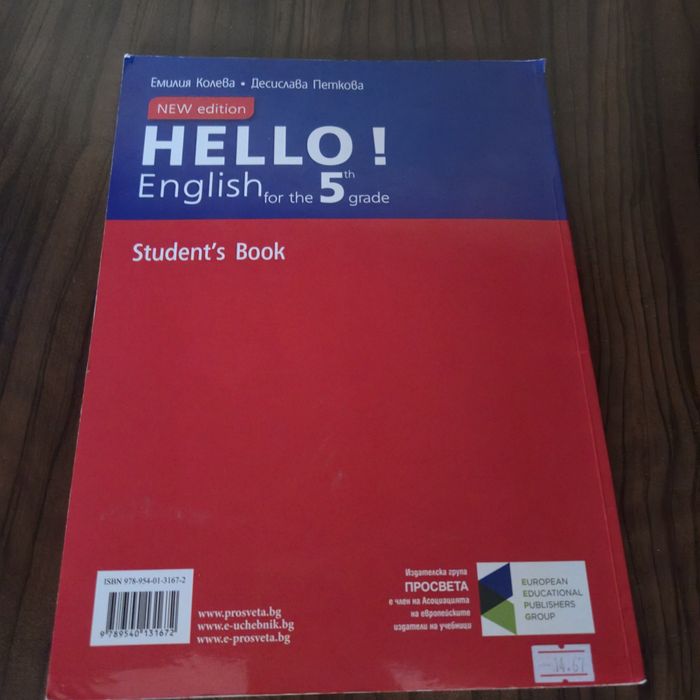 Емилия Колева • Десислава Петкова
NEW edition
HELLO !
English for the 5th grade
Student's Book
ISBN 978-954-01-3167-2
9 789540 131672
www.prosveta.bg
www.e-uchebnik.bg
www.e-prosveta.bg
Издателска група
ПРОСВЕТА
е член на Асоциацията
на европейските
издатели на учебници
EUROPEAN
EDUCATIONAL
PUBLISHERS
GROUP
14.67